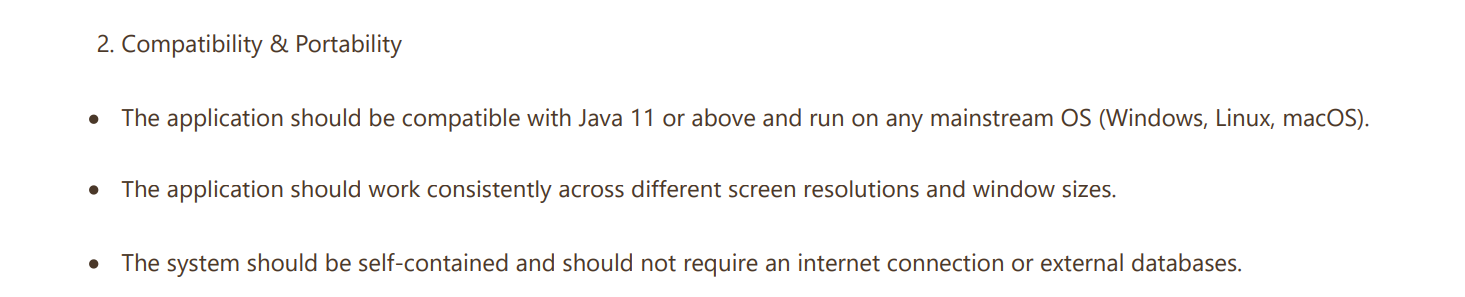 2. Compatibility & Portability
● The application should be compatible with Java 11 or above and run on any mainstream OS (Windows, Linux, macOS).
● The application should work consistently across different screen resolutions and window sizes.
● The system should be self-contained and should not require an internet connection or external databases.